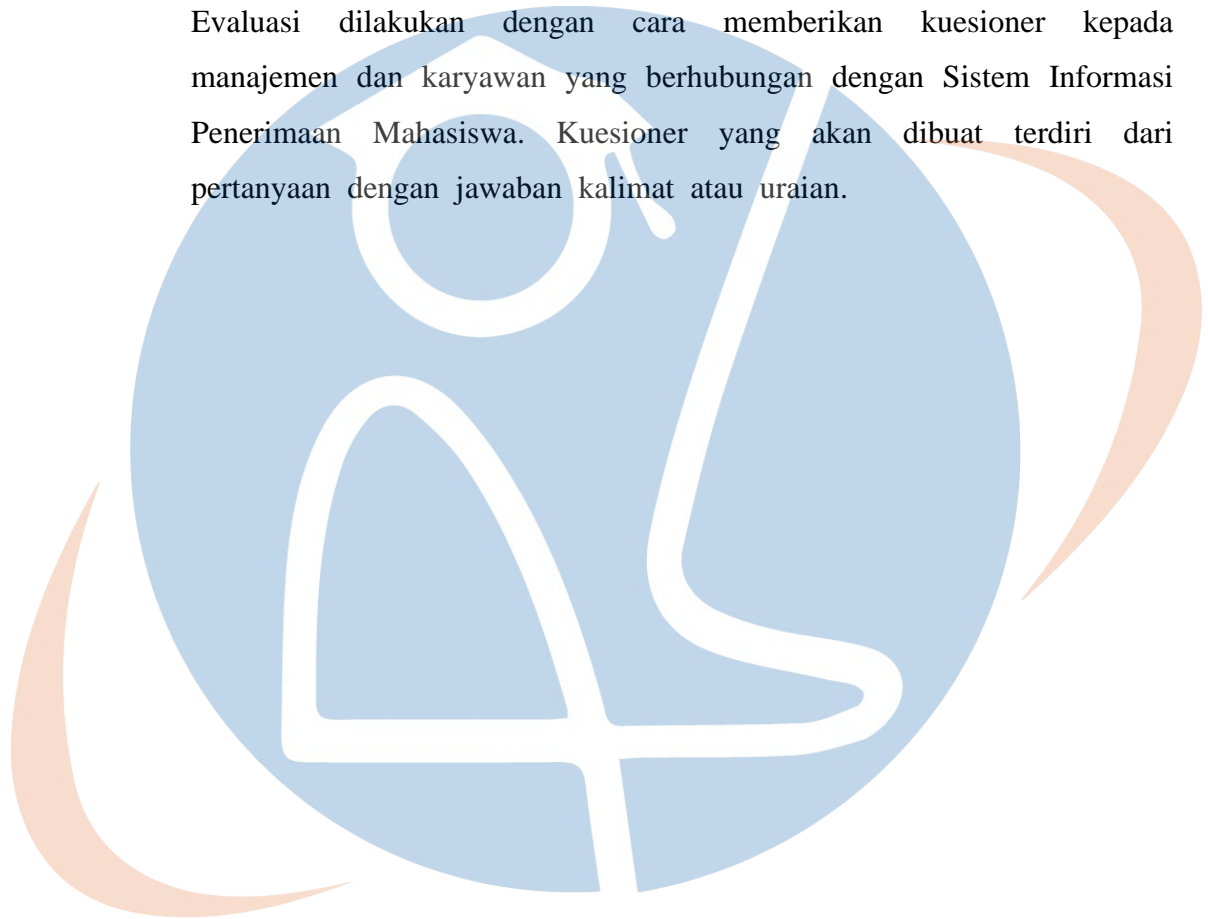 Evaluasi dilakukan dengan cara memberikan kuesioner kepada
manajemen dan karyawan yang berhubungan dengan Sistem Informasi
Penerimaan Mahasiswa. Kuesioner yang akan dibuat terdiri dari
pertanyaan dengan jawaban kalimat atau uraian.